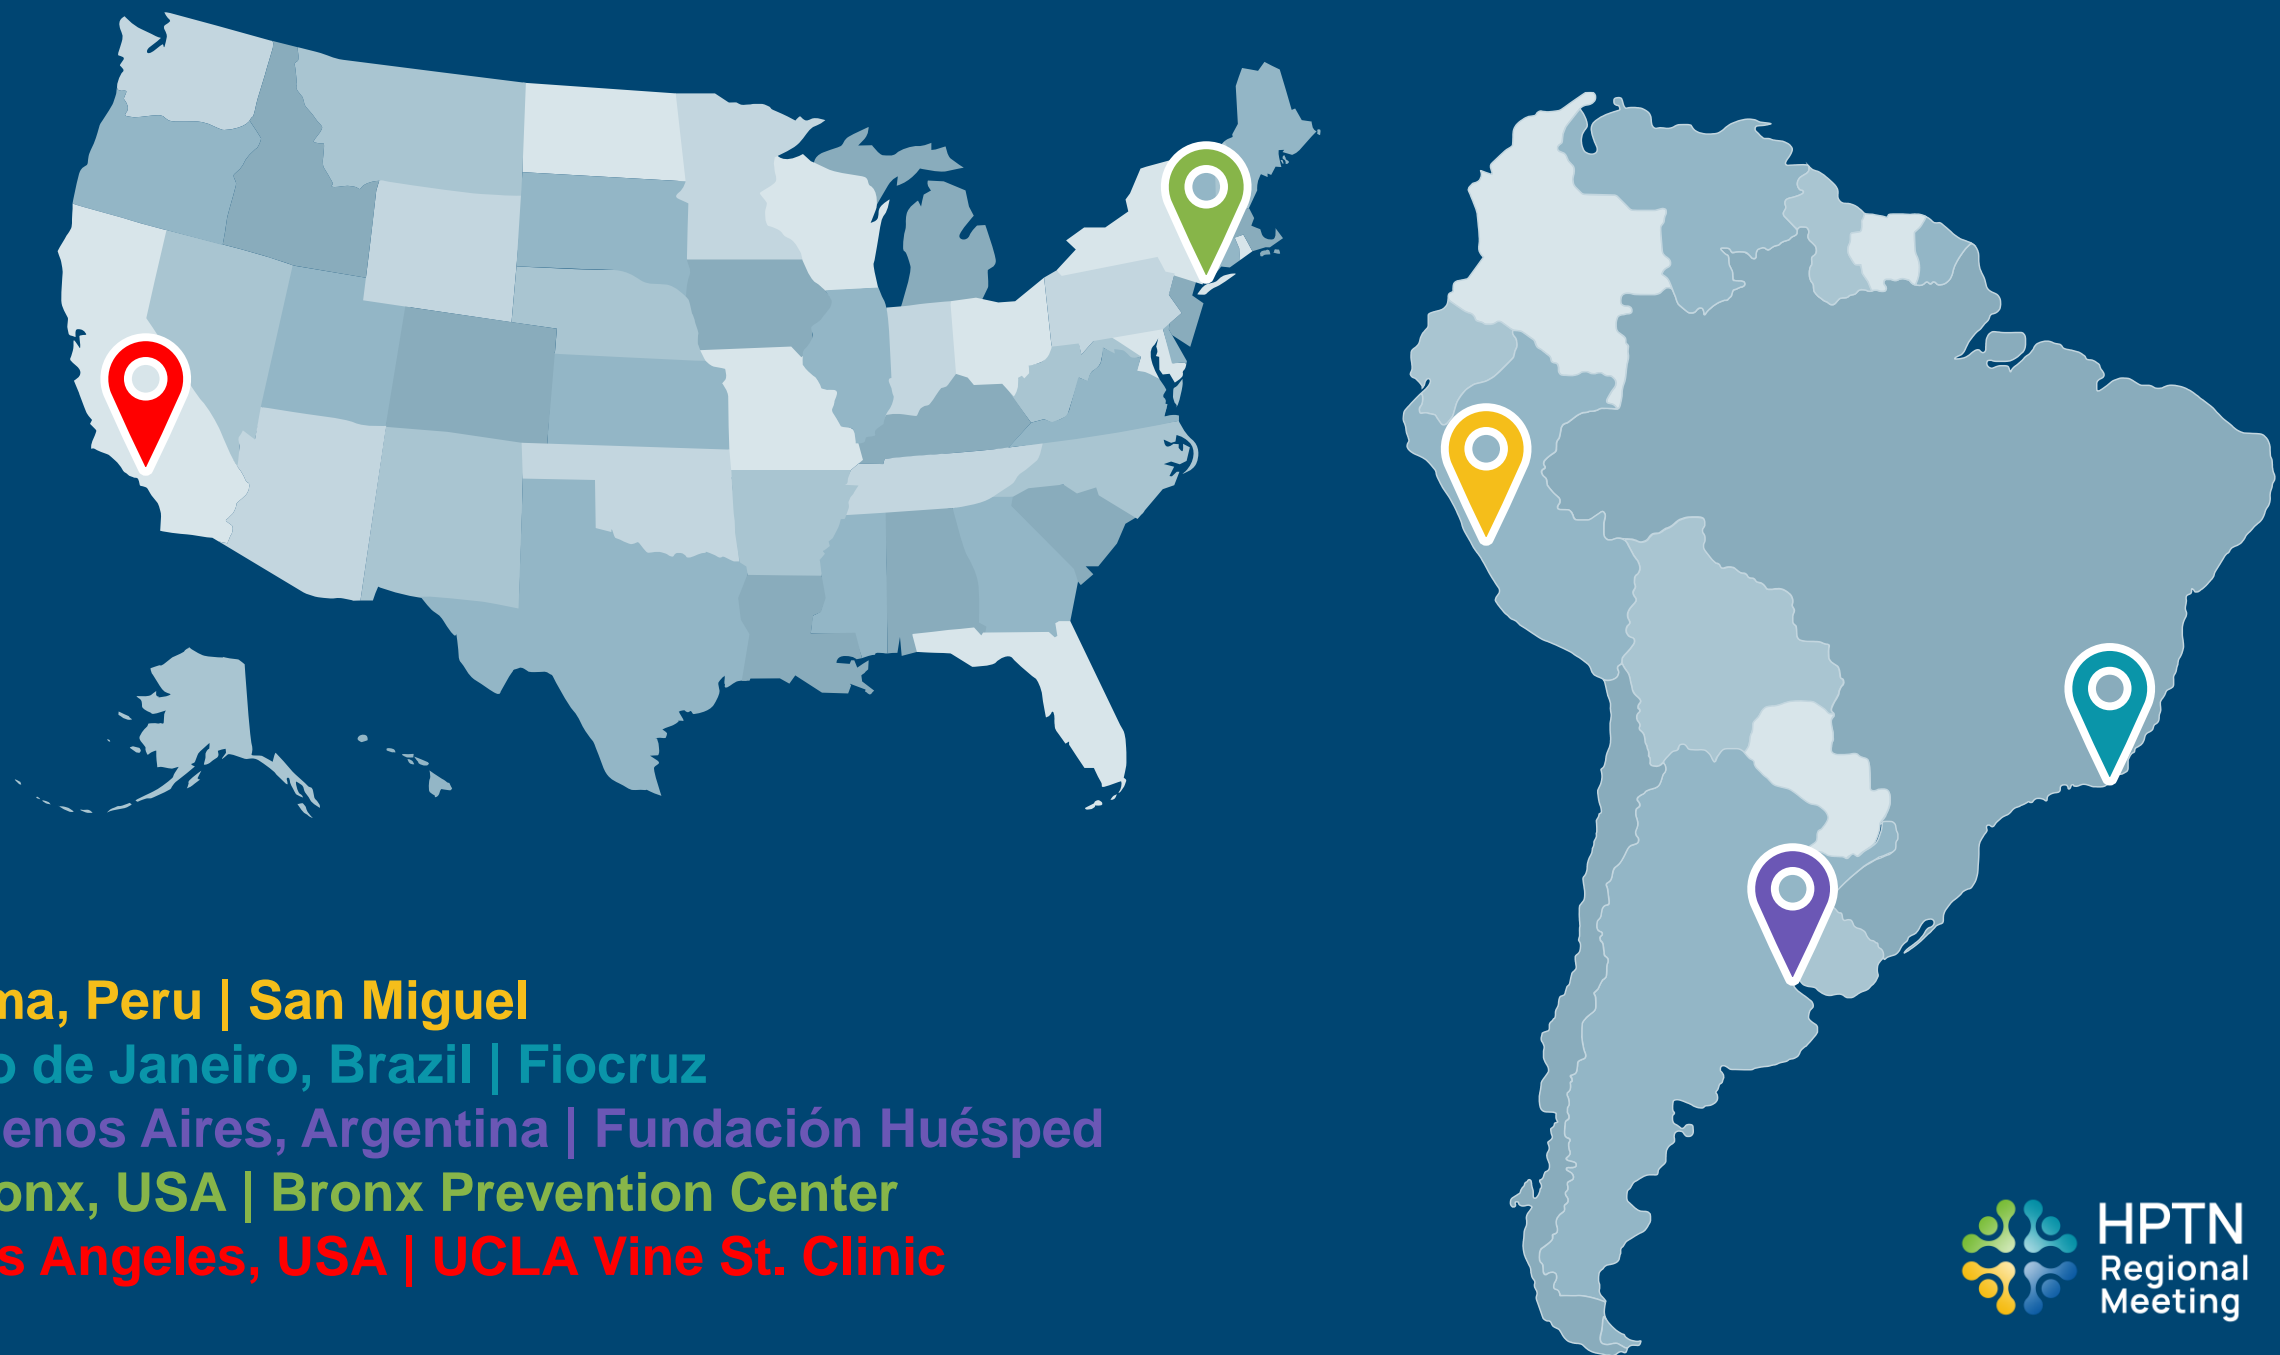 ma, Peru | San Miguel
o de Janeiro, Brazil | Fiocruz
enos Aires, Argentina | Fundación Huésped
onx, USA | Bronx Prevention Center
s Angeles, USA | UCLA Vine St. Clinic
HPTN
Regional
Meeting